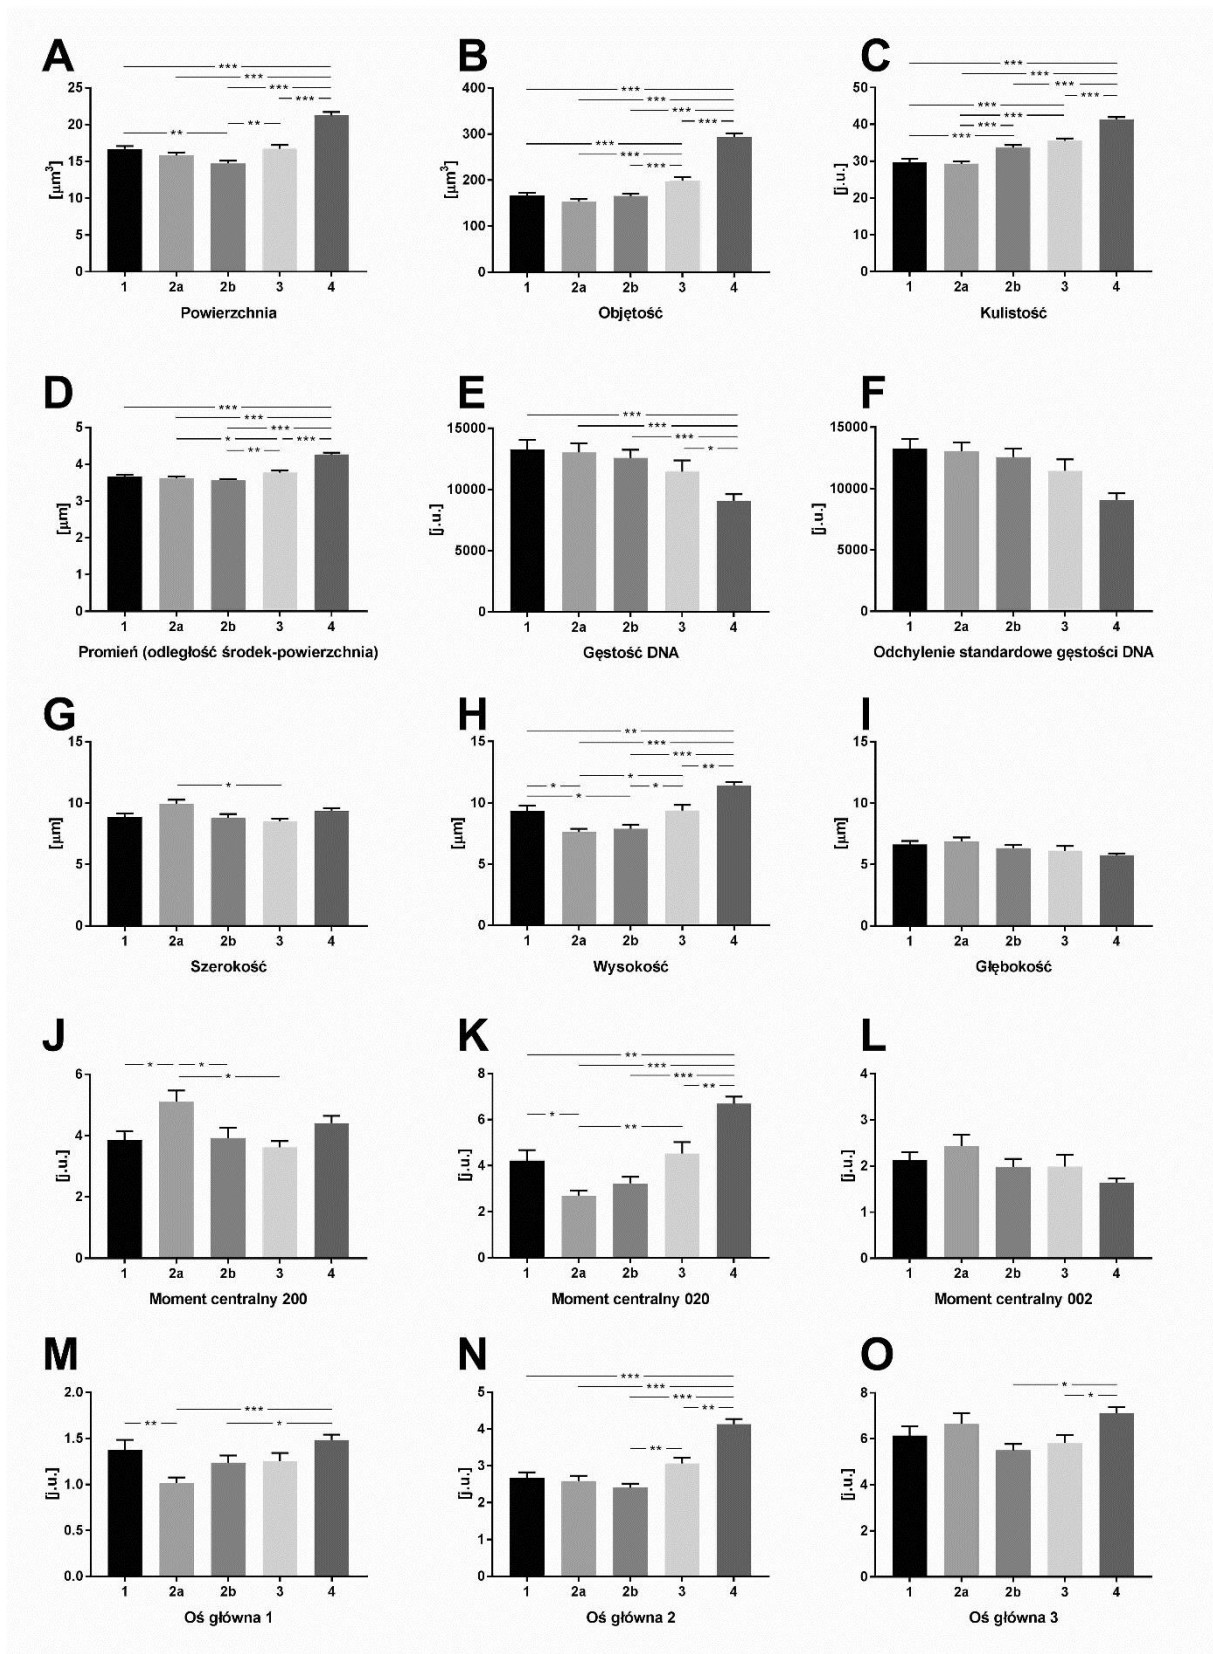 A
***
***
***
***
**
**
25
20
15
10
5
0
[µm³]
1 2a 2b 3 4
Powierzchnia
B
***
***
***
***
***
***
***
400
300
200
100
0
[µm³]
1 2a 2b 3 4
Objętość
C
***
***
***
***
***
***
***
***
50
40
30
20
10
0
[j.u.]
1 2a 2b 3 4
Kulistość
D
***
***
***
* ***
**
5
4
3
2
1
0
[µm]
1 2a 2b 3 4
Promień (odległość środek-powierzchnia)
E
***
***
***
*
15000
10000
5000
0
[j.u.]
1 2a 2b 3 4
Gęstość DNA
F
15000
10000
5000
0
[j.u.]
1 2a 2b 3 4
Odchylenie standardowe gęstości DNA
G
*
15
10
5
0
[µm]
1 2a 2b 3 4
Szerokość
H
**
***
***
**
*
* *
*
15
10
5
0
[µm]
1 2a 2b 3 4
Wysokość
I
15
10
5
0
[µm]
1 2a 2b 3 4
Głębokość
J
* *
*
6
4
2
0
[j.u.]
1 2a 2b 3 4
Moment centralny 200
K
**
***
***
**
*
**
8
6
4
2
0
[j.u.]
1 2a 2b 3 4
Moment centralny 020
L
4
3
2
1
0
[j.u.]
1 2a 2b 3 4
Moment centralny 002
M
***
** *
2.0
1.5
1.0
0.5
0.0
[j.u.]
1 2a 2b 3 4
Oś główna 1
N
***
***
***
**
**
5
4
3
2
1
0
[j.u.]
1 2a 2b 3 4
Oś główna 2
O
*
*
8
6
4
2
0
[j.u.]
1 2a 2b 3 4
Oś główna 3